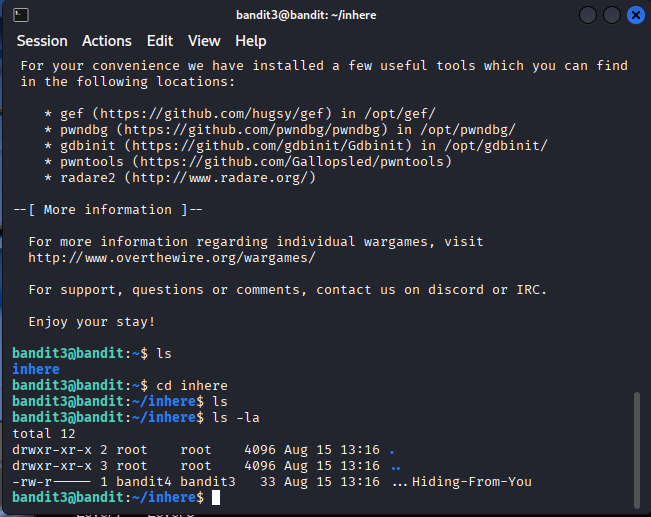 bandit3@bandit: ~/inhere
Session Actions Edit View Help
For your convenience we have installed a few useful tools which you can find
in the following locations:
* gef (https://github.com/hugsy/gef) in /opt/gef/
* pwndbg (https://github.com/pwndbg/pwndbg) in /opt/pwndbg/
* gdbinit (https://github.com/gdbinit/Gdbinit) in /opt/gdbinit/
* pwntools (https://github.com/Gallopsled/pwntools)
* radare2 (http://www.radare.org/)
--[ More information ]--
For more information regarding individual wargames, visit
http://www.overthewire.org/wargames/
For support, questions or comments, contact us on discord or IRC.
Enjoy your stay!
bandit3@bandit:~$ ls
inhere
bandit3@bandit:~$ cd inhere
bandit3@bandit:~/inhere$ ls
bandit3@bandit:~/inhere$ ls -la
total 12
drwxr-xr-x 2 root root 4096 Aug 15 13:16 .
drwxr-xr-x 3 root root 4096 Aug 15 13:16 ..
-rw-r----- 1 bandit4 bandit3 33 Aug 15 13:16 ...Hiding-From-You
bandit3@bandit:~/inhere$